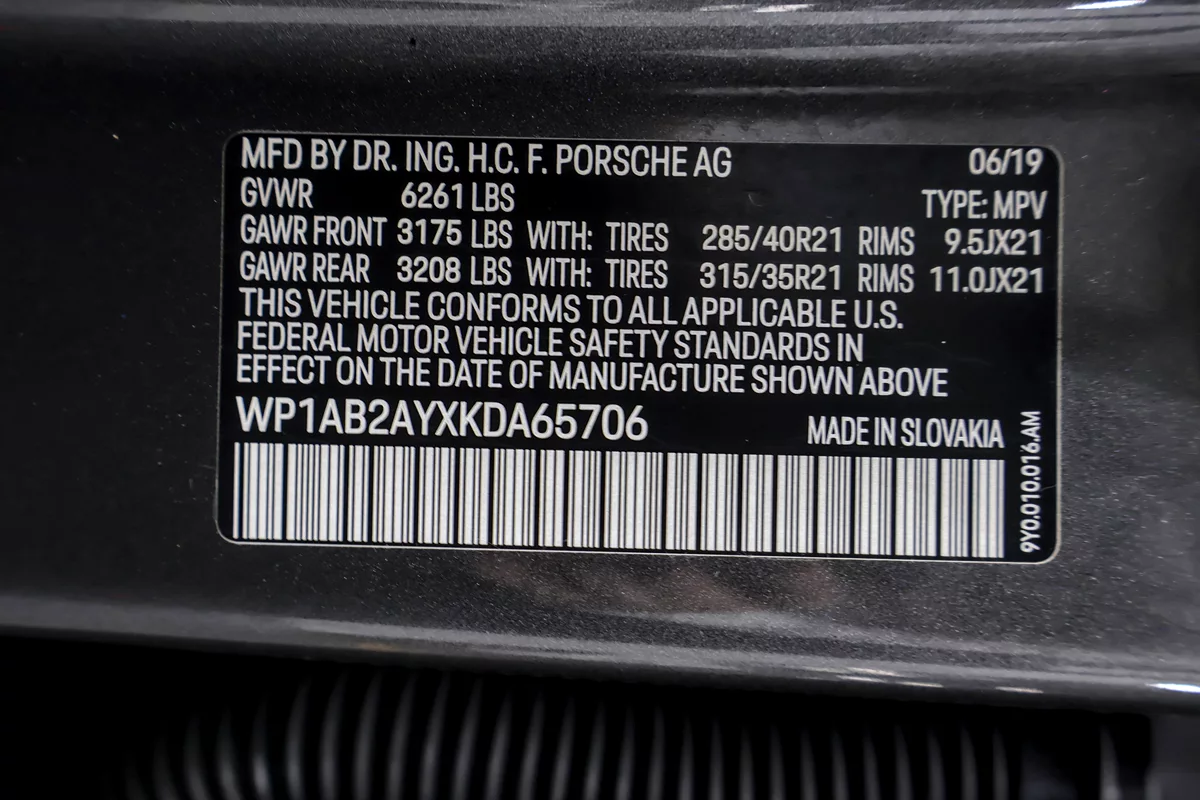 MFD BY DR. ING. H.C. F. PORSCHE AG 06/19
GVWR 6261 LBS TYPE: MPV
GAWR FRONT 3175 LBS WITH: TIRES 285/40R21 RIMS 9.5JX21
GAWR REAR 3208 LBS WITH: TIRES 315/35R21 RIMS 11.0JX21
THIS VEHICLE CONFORMS TO ALL APPLICABLE U.S.
FEDERAL MOTOR VEHICLE SAFETY STANDARDS IN
EFFECT ON THE DATE OF MANUFACTURE SHOWN ABOVE
WP1AB2AYXKDA65706 MADE IN SLOVAKIA
9Y0.010.016.AM